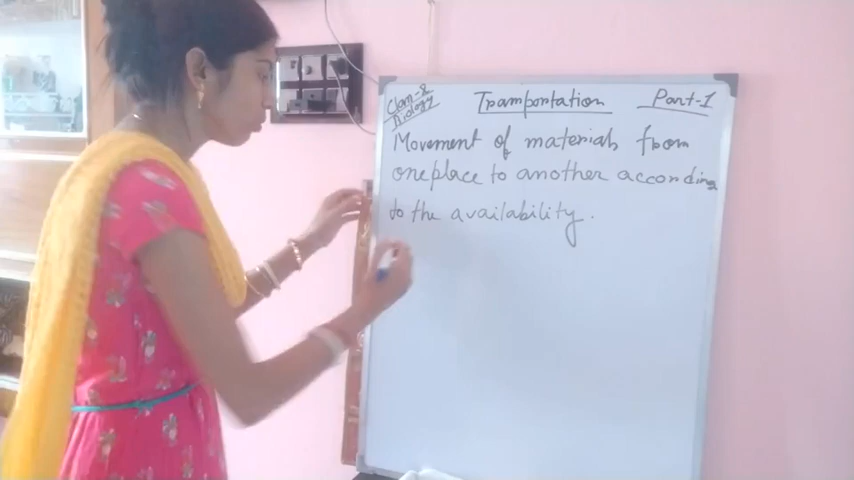 Class-8
Biology
Transportation Part-1
Movement of materials from
one place to another according
to the availability.